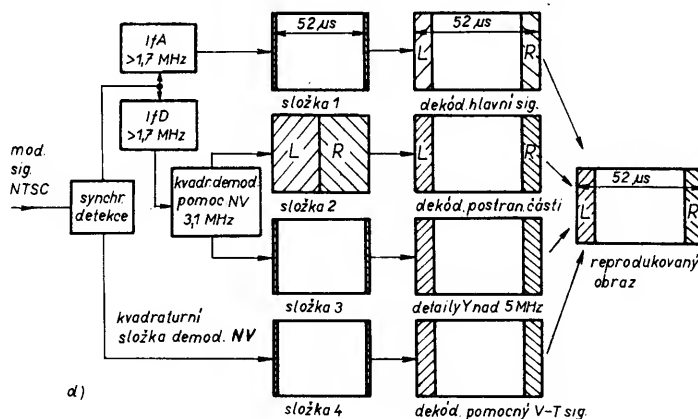 IfA
>1,7 MHz
52 µs
složka 1
52 µs
L
R
dekód. hlavní sig.
IfD
>1,7 MHz
mod.
sig.
NTSC
synchr.
detekce
kvadr. demod.
pomoc NV
3,1 MHz
L
R
složka 2
L
R
dekód. postran. části
52 µs
L
R
reprodukovaný
obraz
složka 3
detaily Y nad 5 MHz
kvadraturní
složka demod. NV
složka 4
dekód. pomocný V-T sig.
d)